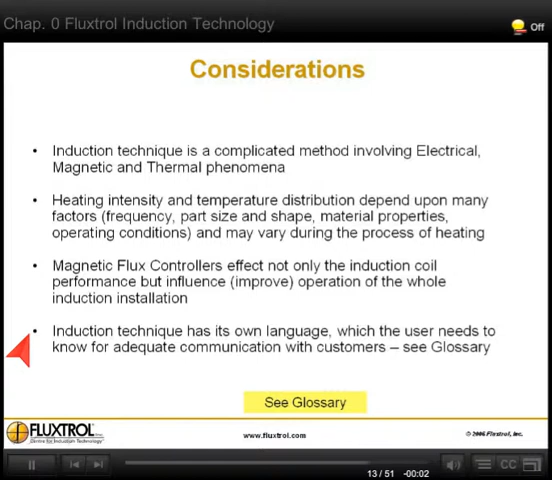 Chap. 0 Fluxtrol Induction Technology
Off
Considerations
• Induction technique is a complicated method involving Electrical,
Magnetic and Thermal phenomena
• Heating intensity and temperature distribution depend upon many
factors (frequency, part size and shape, material properties,
operating conditions) and may vary during the process of heating
• Magnetic Flux Controllers effect not only the induction coil
performance but influence (improve) operation of the whole
induction installation
• Induction technique has its own language, which the user needs to
know for adequate communication with customers – see Glossary
See Glossary
FLUXTROL
Centre for Induction Technology
www.fluxtrol.com
© 2006 Fluxtrol, Inc.
13 / 51 -00:02
CC